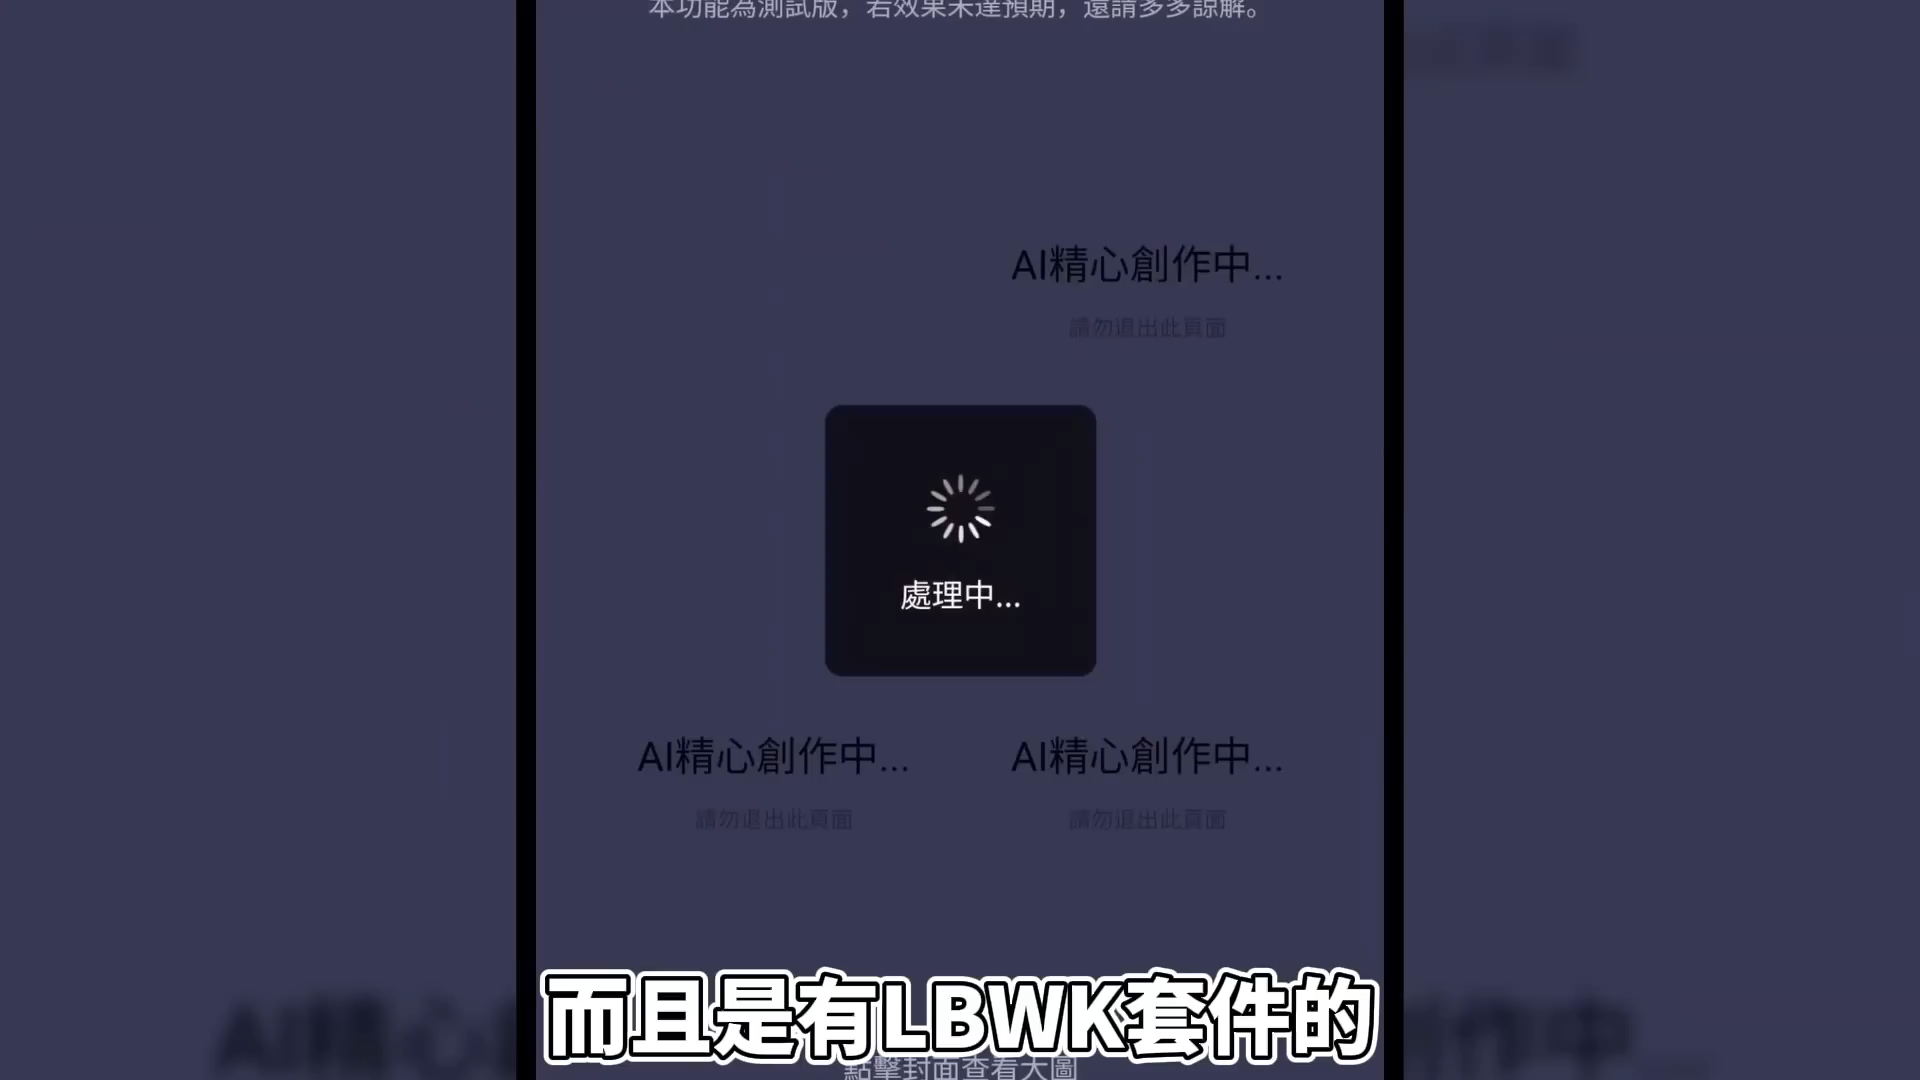 本功能為測試版，若效果未達預期，還請多多諒解。
AI精心創作中...
請勿退出此頁面
處理中...
AI精心創作中...
AI精心創作中...
請勿退出此頁面
請勿退出此頁面
而且是有LBWK套件的
點擊封面查看大圖